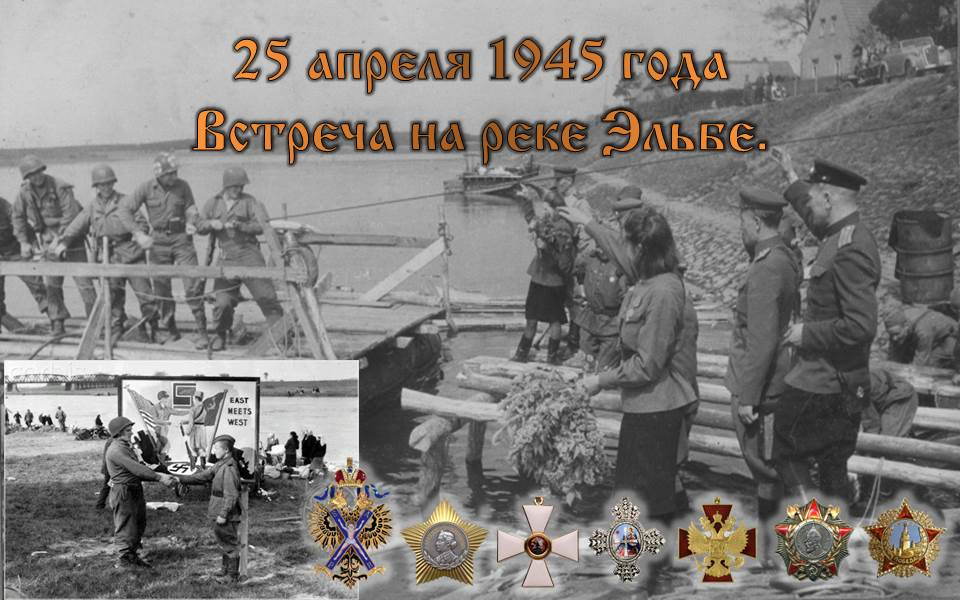 25 апреля 1945 года
Встреча на реке Эльбе.
EAST
MEETS
WEST